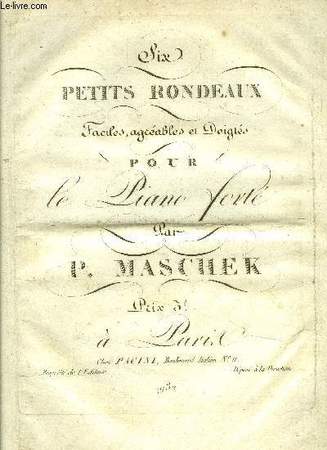 Six
PETITS RONDEAUX
Faciles, agréables et Doigtés
POUR
le Piano forté
Par
P. MASCHEK
Prix 3f
à Paris
Chez PACINI, Boulevard Italien No 11.
Propriété de l'Editeur
Déposé à la Direction